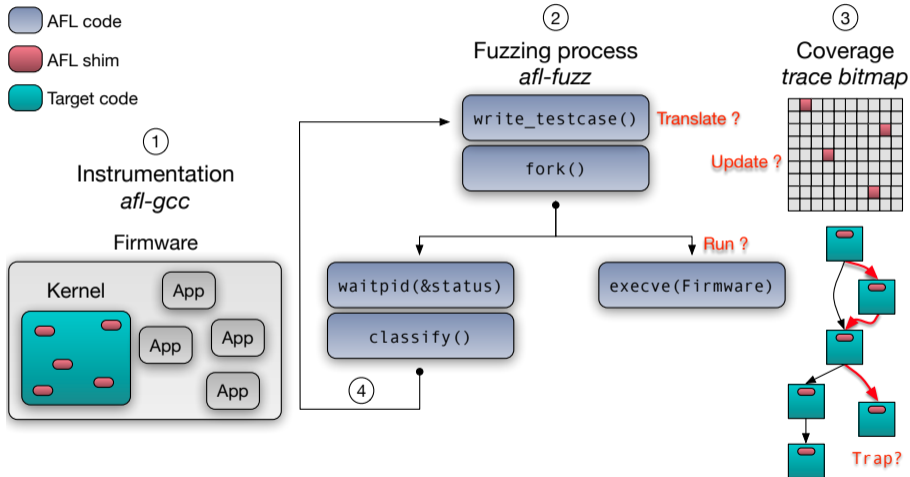 AFL code
AFL shim
Target code
1
Instrumentation
afl-gcc
Firmware
Kernel
App
App
App
App
2
Fuzzing process
afl-fuzz
write_testcase()
Translate ?
fork()
Run ?
waitpid(&status)
execve(Firmware)
classify()
4
3
Coverage
trace bitmap
Update ?
Trap?